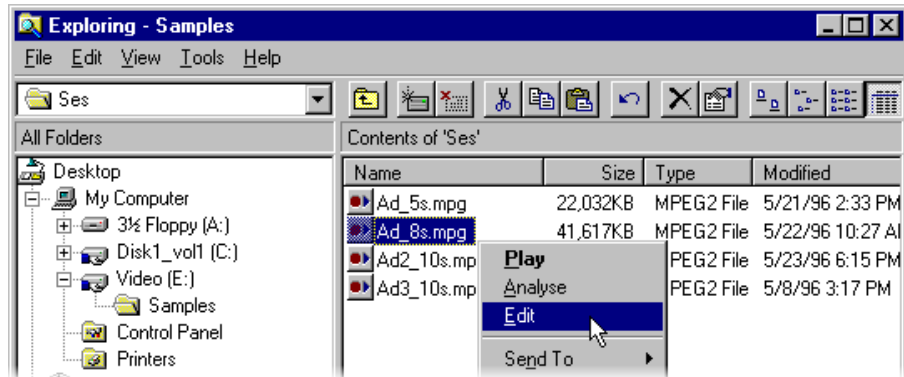 Exploring - Samples
File Edit View Tools Help
Ses
All Folders
Contents of 'Ses'
Desktop
My Computer
3½ Floppy (A:)
Disk1_vol1 (C:)
Video (E:)
Samples
Control Panel
Printers
Name Size Type Modified
Ad_5s.mpg 22,032KB MPEG2 File 5/21/96 2:33 PM
Ad_8s.mpg 41,617KB MPEG2 File 5/22/96 10:27 A
Ad2_10s.mp PEG2 File 5/23/96 6:15 PM
Ad3_10s.mp PEG2 File 5/8/96 3:17 PM
Play
Analyse
Edit
Send To